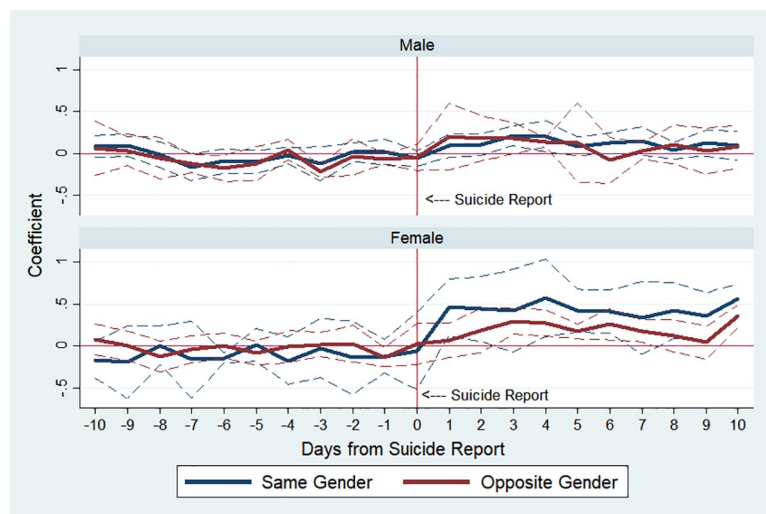 Male
1
.5
0
-.5
<--- Suicide Report
Coefficient
Female
1
.5
0
-.5
<--- Suicide Report
-10 -9 -8 -7 -6 -5 -4 -3 -2 -1 0 1 2 3 4 5 6 7 8 9 10
Days from Suicide Report
Same Gender Opposite Gender